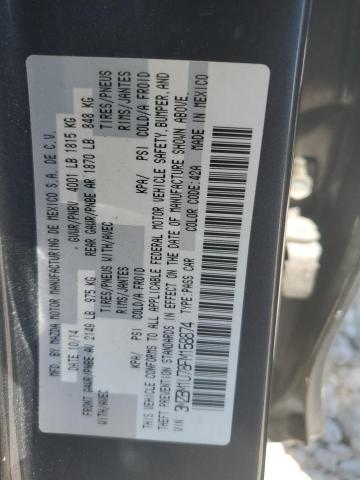 MFD. BY MAZDA MOTOR MANUFACTURING DE MEXICO S.A. DE C.V.
DATE: 10/14 GVWR/PNBV 4001 LB 1815 KG
FRONT GAWR/PNBE AV 2149 LB 975 KG REAR GAWR/PNBE AR 1870 LB 848 KG
WITH/AVEC TIRES/PNEUS WITH/AVEC TIRES/PNEUS
RIMS/JANTES RIMS/JANTES
KPA/ PSI COLD/A FROID KPA/ PSI COLD/A FROID
THIS VEHICLE CONFORMS TO ALL APPLICABLE FEDERAL MOTOR VEHICLE SAFETY, BUMPER, AND
THEFT PREVENTION STANDARDS IN EFFECT ON THE DATE OF MANUFACTURE SHOWN ABOVE.
VIN: 3MZBM1U78FM158874 TYPE: PASS CAR COLOR CODE: 42A MADE IN MEXICO